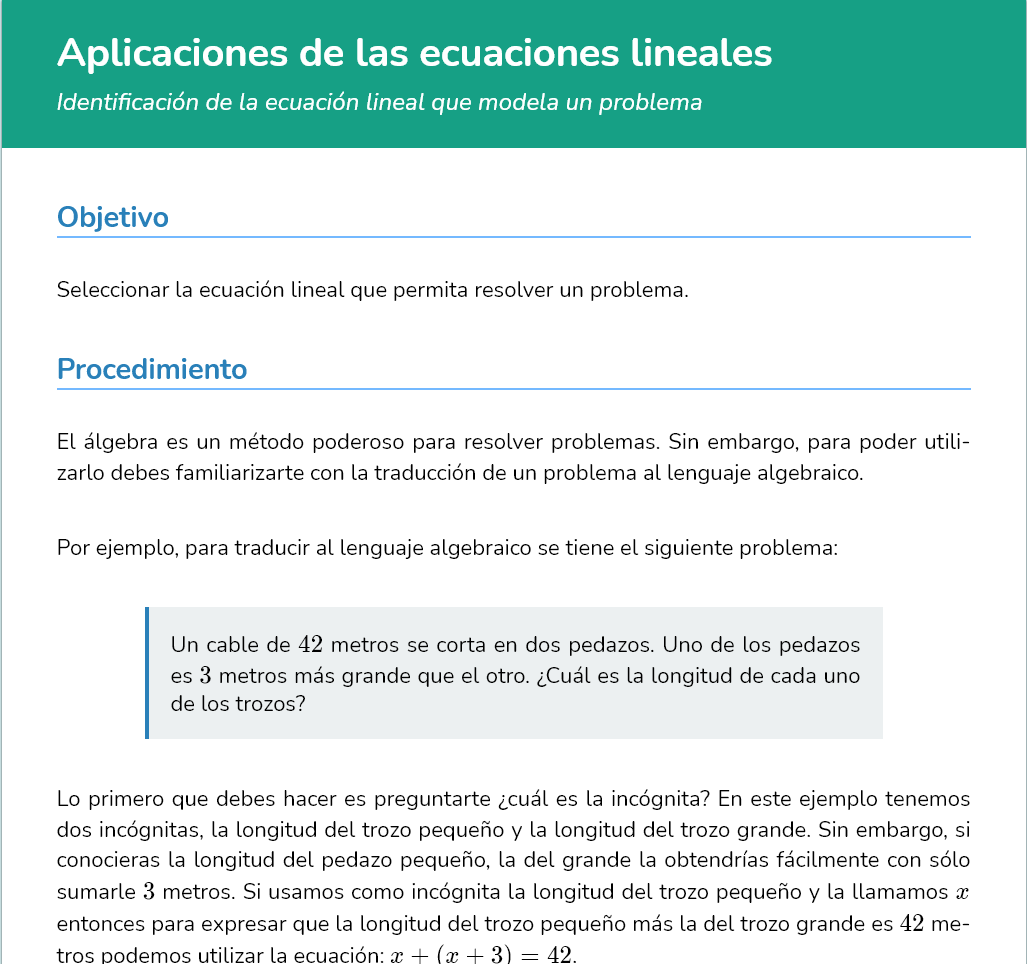 Aplicaciones de las ecuaciones lineales
Identificación de la ecuación lineal que modela un problema
Objetivo
Seleccionar la ecuación lineal que permita resolver un problema.
Procedimiento
El álgebra es un método poderoso para resolver problemas. Sin embargo, para poder utili-
zarlo debes familiarizarte con la traducción de un problema al lenguaje algebraico.
Por ejemplo, para traducir al lenguaje algebraico se tiene el siguiente problema:
Un cable de 42 metros se corta en dos pedazos. Uno de los pedazos
es 3 metros más grande que el otro. ¿Cuál es la longitud de cada uno
de los trozos?
Lo primero que debes hacer es preguntarte ¿cuál es la incógnita? En este ejemplo tenemos
dos incógnitas, la longitud del trozo pequeño y la longitud del trozo grande. Sin embargo, si
conocieras la longitud del pedazo pequeño, la del grande la obtendrías fácilmente con sólo
sumarle 3 metros. Si usamos como incógnita la longitud del trozo pequeño y la llamamos x
entonces para expresar que la longitud del trozo pequeño más la del trozo grande es 42 me-
tros podemos utilizar la ecuación: x + (x + 3) = 42.